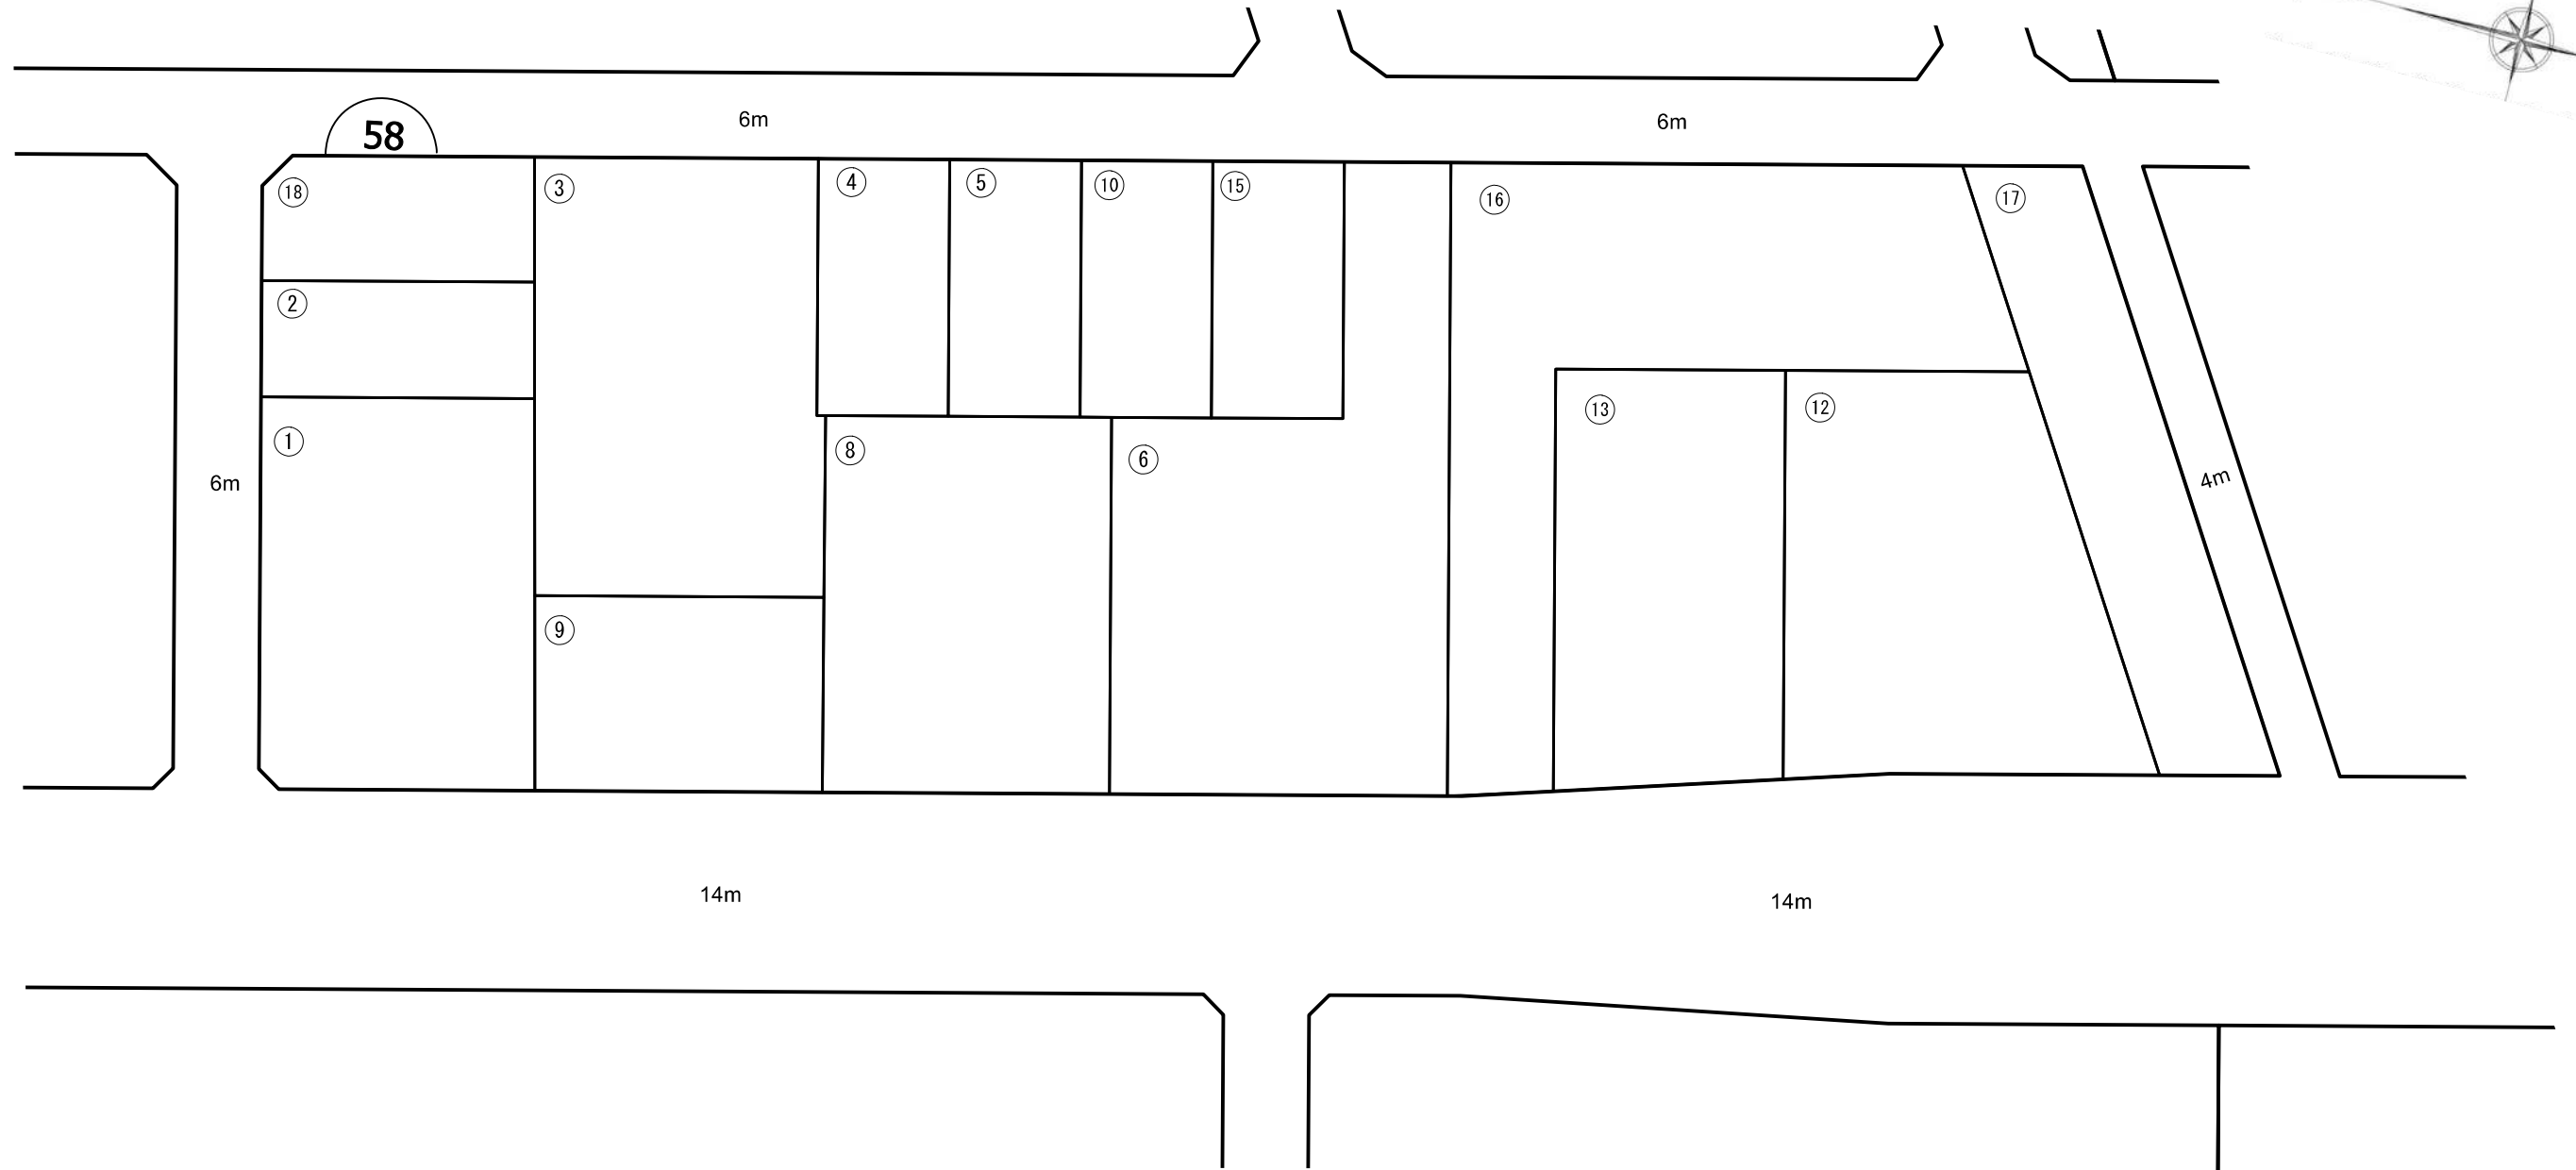 6m
6m
58
⑱
③
④
⑤
⑩
⑮
⑯
⑰
②
①
⑧
⑥
⑬
⑫
6m
4m
⑨
14m
14m